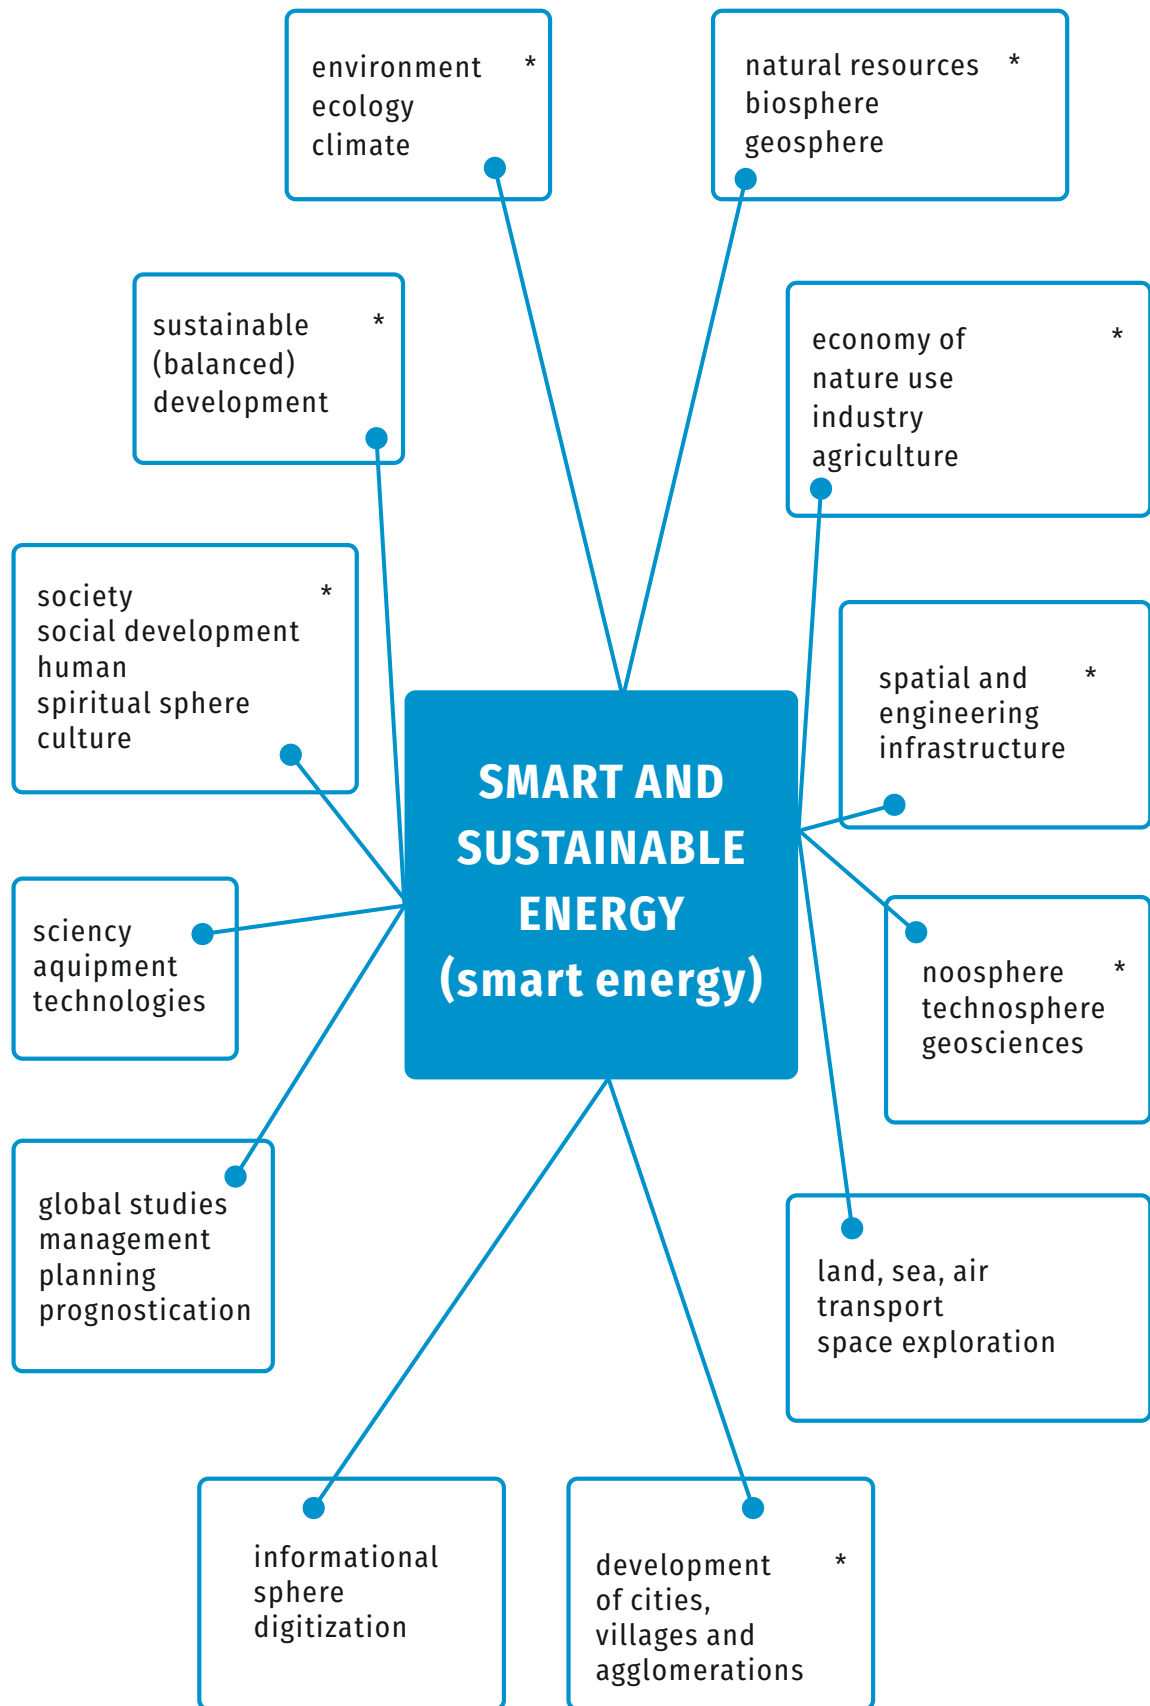 environment *
ecology
climate
natural resources *
biosphere
geosphere
sustainable *
(balanced)
development
economy of *
nature use
industry
agriculture
society *
social development
human
spiritual sphere
culture
spatial and *
engineering
infrastructure
SMART AND
SUSTAINABLE
ENERGY
(smart energy)
sciency
aquipment
technologies
noosphere *
technosphere
geosciences
global studies
management
planning
prognostication
land, sea, air
transport
space exploration
informational
sphere
digitization
development *
of cities,
villages and
agglomerations